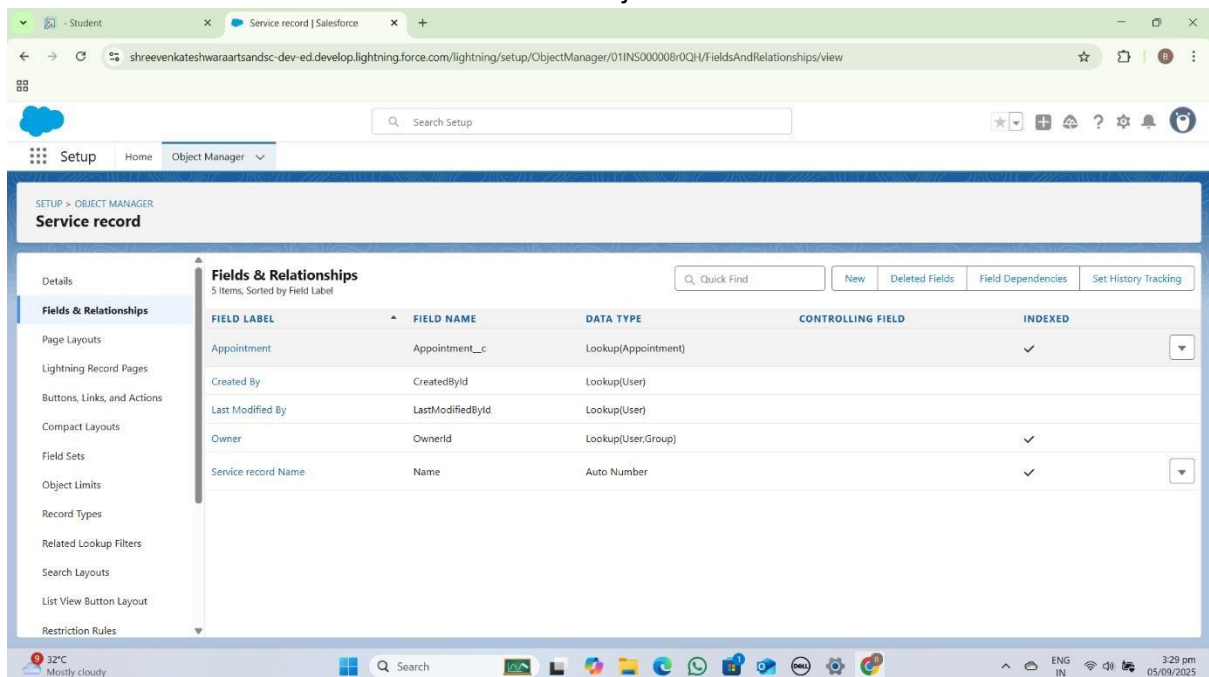 - Student
Service record | Salesforce
shreevenkateshwaraartsandsc-dev-ed.develop.lightning.force.com/lightning/setup/ObjectManager/01INS000008r0QH/FieldsAndRelationships/view
B
Search Setup
Setup
Home
Object Manager
SETUP > OBJECT MANAGER
Service record
Details
Fields & Relationships
Page Layouts
Lightning Record Pages
Buttons, Links, and Actions
Compact Layouts
Field Sets
Object Limits
Record Types
Related Lookup Filters
Search Layouts
List View Button Layout
Restriction Rules
Fields & Relationships
5 Items, Sorted by Field Label
Quick Find
New
Deleted Fields
Field Dependencies
Set History Tracking
FIELD LABEL FIELD NAME DATA TYPE CONTROLLING FIELD INDEXED
Appointment Appointment__c Lookup(Appointment)
Created By CreatedById Lookup(User)
Last Modified By LastModifiedById Lookup(User)
Owner OwnerId Lookup(User,Group)
Service record Name Name Auto Number
9
32°C
Mostly cloudy
Search
DELL
ENG
IN
3:29 pm
05/09/2025